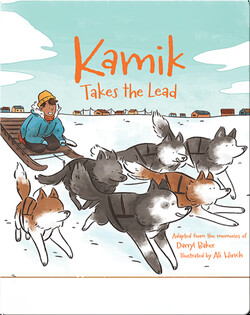 Kamik
Takes the Lead
Adapted from the memories of
Darryl Baker
Illustrated by Ali Hinch